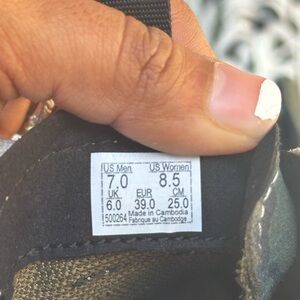 US Men US Women
7.0 8.5
UK EUR CM
6.0 39.0 25.0
Made in Cambodia
500264 Fabrique au Cambodge